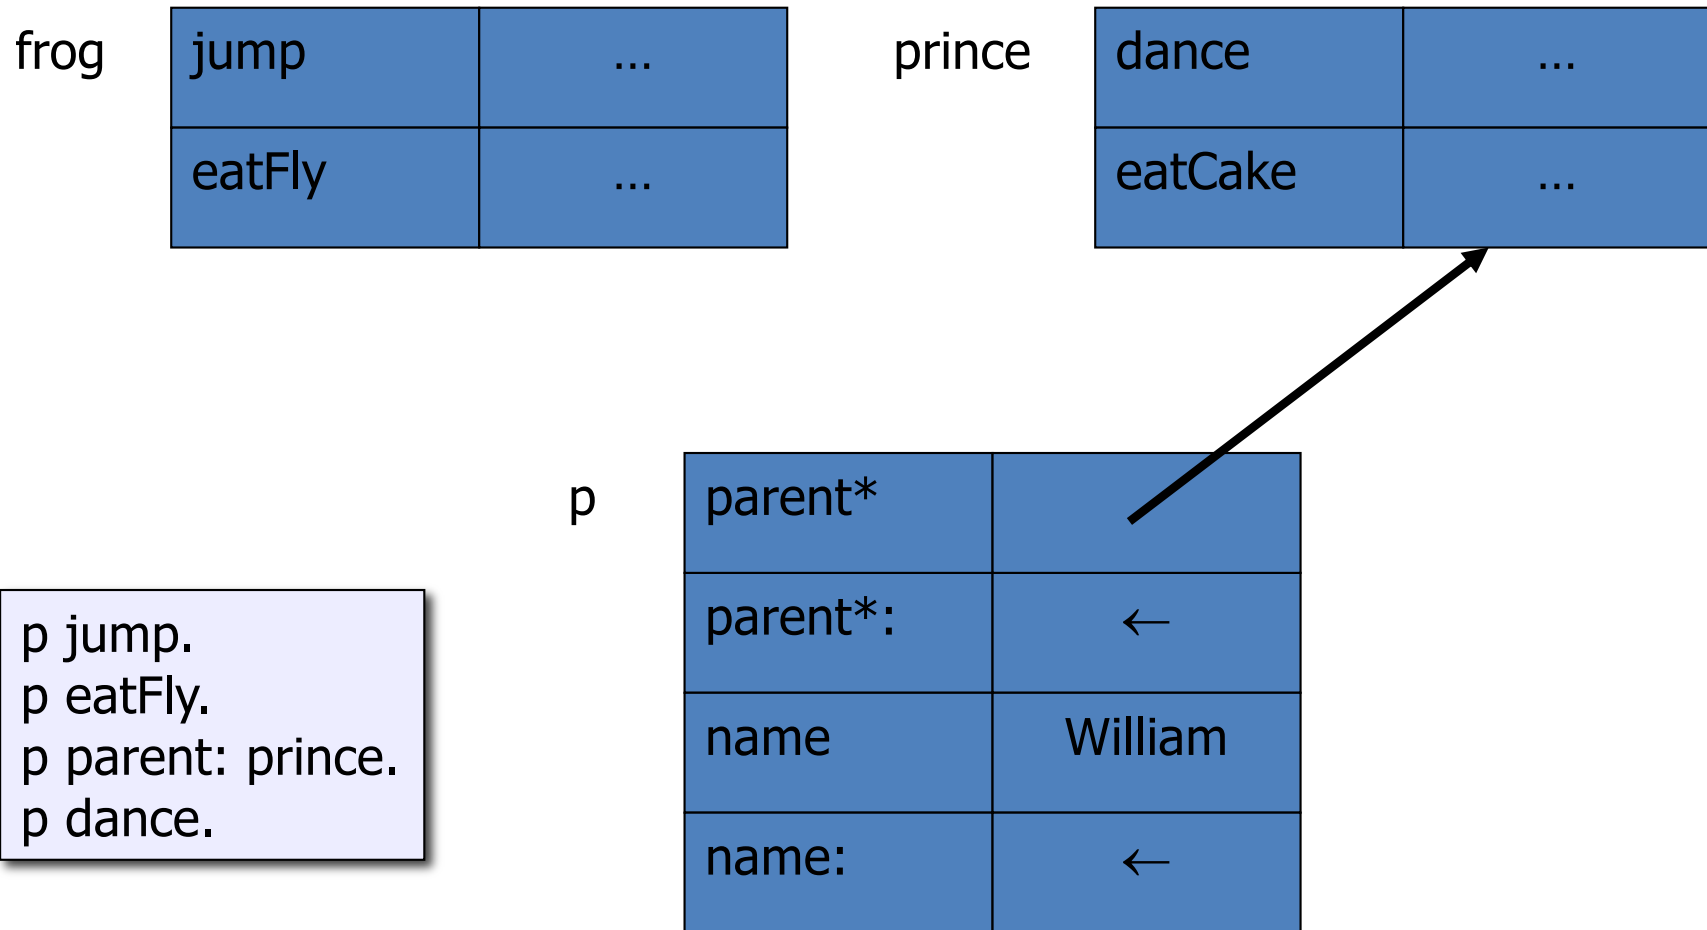 frog jump … prince dance …
eatFly … eatCake …
p parent*
parent*: ←
name William
name: ←
p jump.
p eatFly.
p parent: prince.
p dance.